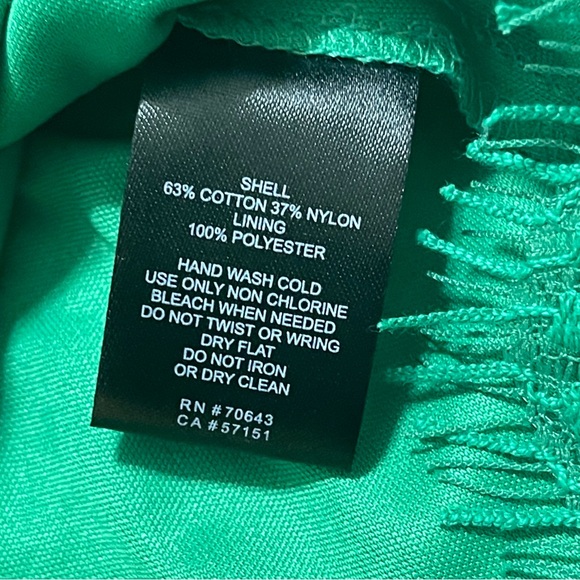 SHELL
63% COTTON 37% NYLON
LINING
100% POLYESTER
HAND WASH COLD
USE ONLY NON CHLORINE
BLEACH WHEN NEEDED
DO NOT TWIST OR WRING
DRY FLAT
DO NOT IRON
OR DRY CLEAN
RN #70643
CA #57151